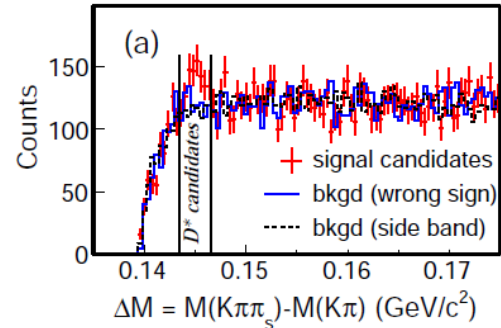 (a)
150
100
50
0
Counts
signal candidates
bkgd (wrong sign)
bkgd (side band)
D* candidates
0.14 0.15 0.16 0.17
ΔM = M(Kππₛ)-M(Kπ) (GeV/c²)